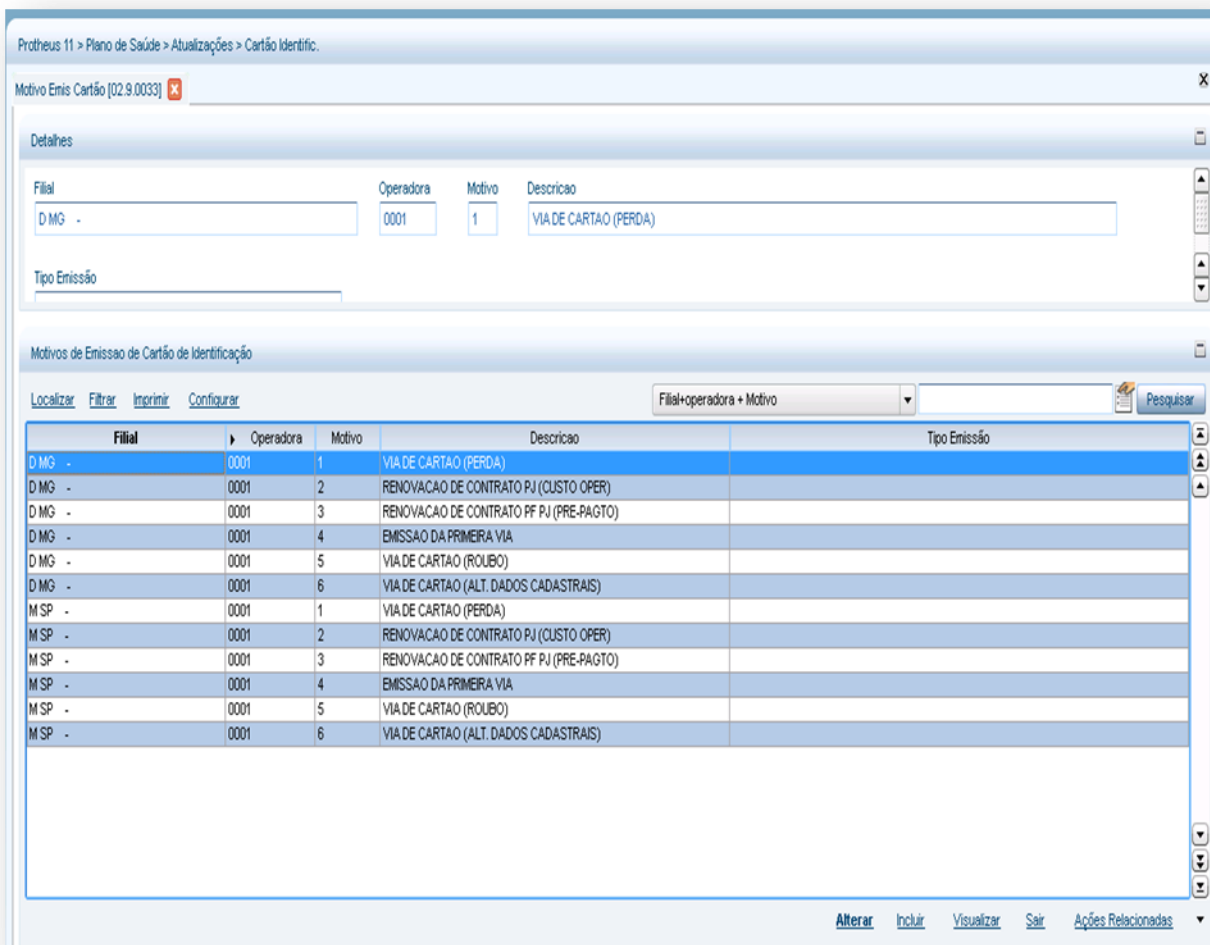 Protheus 11 > Plano de Saúde > Atualizações > Cartão Identific.
Motivo Emis Cartão [02.9.0033]
Detalhes
Filial Operadora Motivo Descricao
D MG - 0001 1 VIA DE CARTAO (PERDA)
Tipo Emissão
Motivos de Emissao de Cartão de Identificação
Localizar Filtrar Imprimir Configurar Filial+operadora + Motivo Pesquisar
Filial Operadora Motivo Descricao Tipo Emissão
D MG - 0001 1 VIA DE CARTAO (PERDA)
D MG - 0001 2 RENOVACAO DE CONTRATO PJ (CUSTO OPER)
D MG - 0001 3 RENOVACAO DE CONTRATO PF PJ (PRE-PAGTO)
D MG - 0001 4 EMISSAO DA PRIMEIRA VIA
D MG - 0001 5 VIA DE CARTAO (ROUBO)
D MG - 0001 6 VIA DE CARTAO (ALT. DADOS CADASTRAIS)
M SP - 0001 1 VIA DE CARTAO (PERDA)
M SP - 0001 2 RENOVACAO DE CONTRATO PJ (CUSTO OPER)
M SP - 0001 3 RENOVACAO DE CONTRATO PF PJ (PRE-PAGTO)
M SP - 0001 4 EMISSAO DA PRIMEIRA VIA
M SP - 0001 5 VIA DE CARTAO (ROUBO)
M SP - 0001 6 VIA DE CARTAO (ALT. DADOS CADASTRAIS)
Alterar Incluir Visualizar Sair Ações Relacionadas